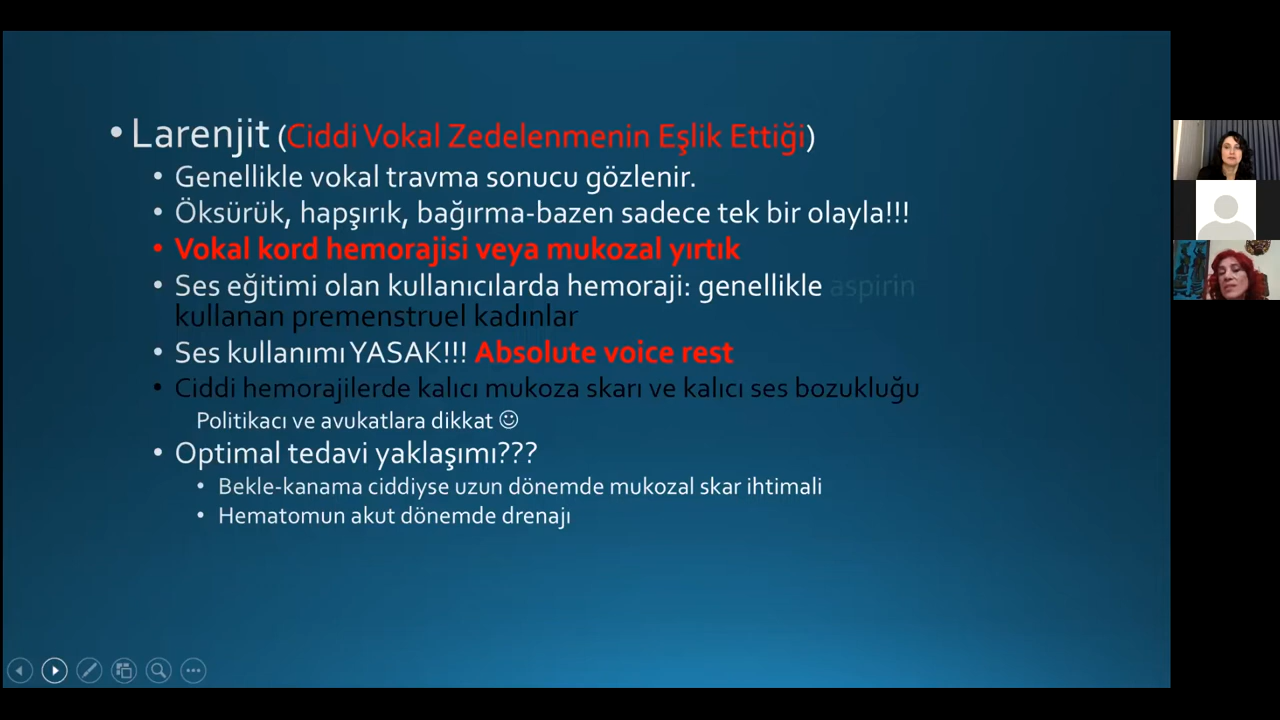 • Larenjit (Ciddi Vokal Zedelenmenin Eşlik Ettiği)
• Genellikle vokal travma sonucu gözlenir.
• Öksürük, hapşırık, bağırma-bazen sadece tek bir olayla!!!
• Vokal kord hemorajisi veya mukozal yırtık
• Ses eğitimi olan kullanıcılarda hemoraji: genellikle aspirin
kullanan premenstruel kadınlar
• Ses kullanımı YASAK!!! Absolute voice rest
• Ciddi hemorajilerde kalıcı mukoza skarı ve kalıcı ses bozukluğu
Politikacı ve avukatlara dikkat ☺
• Optimal tedavi yaklaşımı???
• Bekle-kanama ciddiyse uzun dönemde mukozal skar ihtimali
• Hematomun akut dönemde drenajı